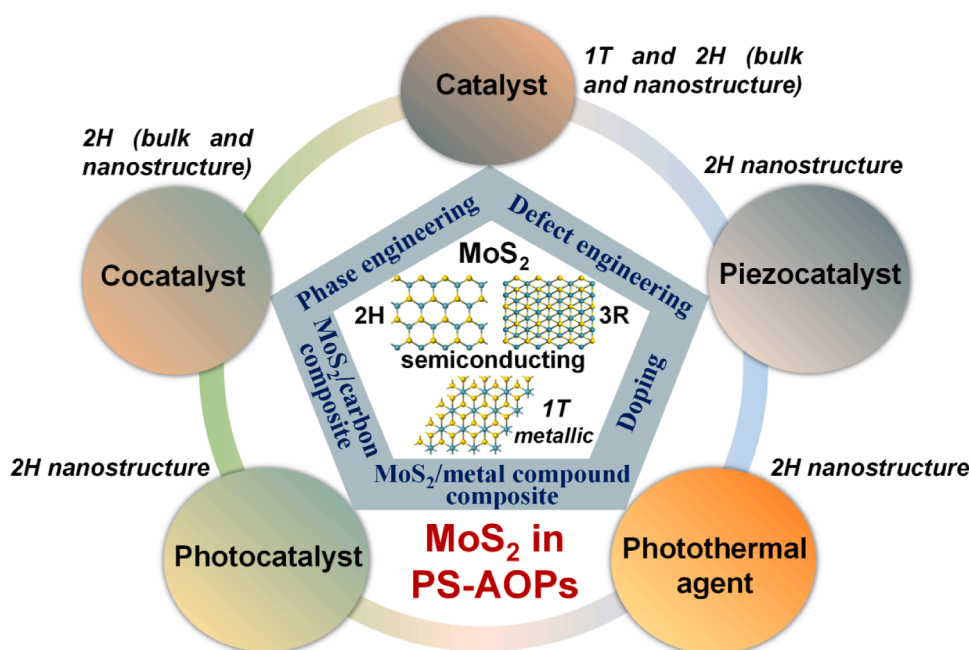 Catalyst
1T and 2H (bulk
and nanostructure)
2H (bulk and
nanostructure)
2H nanostructure
Cocatalyst
Piezocatalyst
Phase engineering
Defect engineering
MoS₂
2H
3R
semiconducting
1T
metallic
MoS₂/carbon
composite
Doping
MoS₂/metal compound
composite
2H nanostructure
2H nanostructure
Photocatalyst
MoS₂ in
PS-AOPs
Photothermal
agent